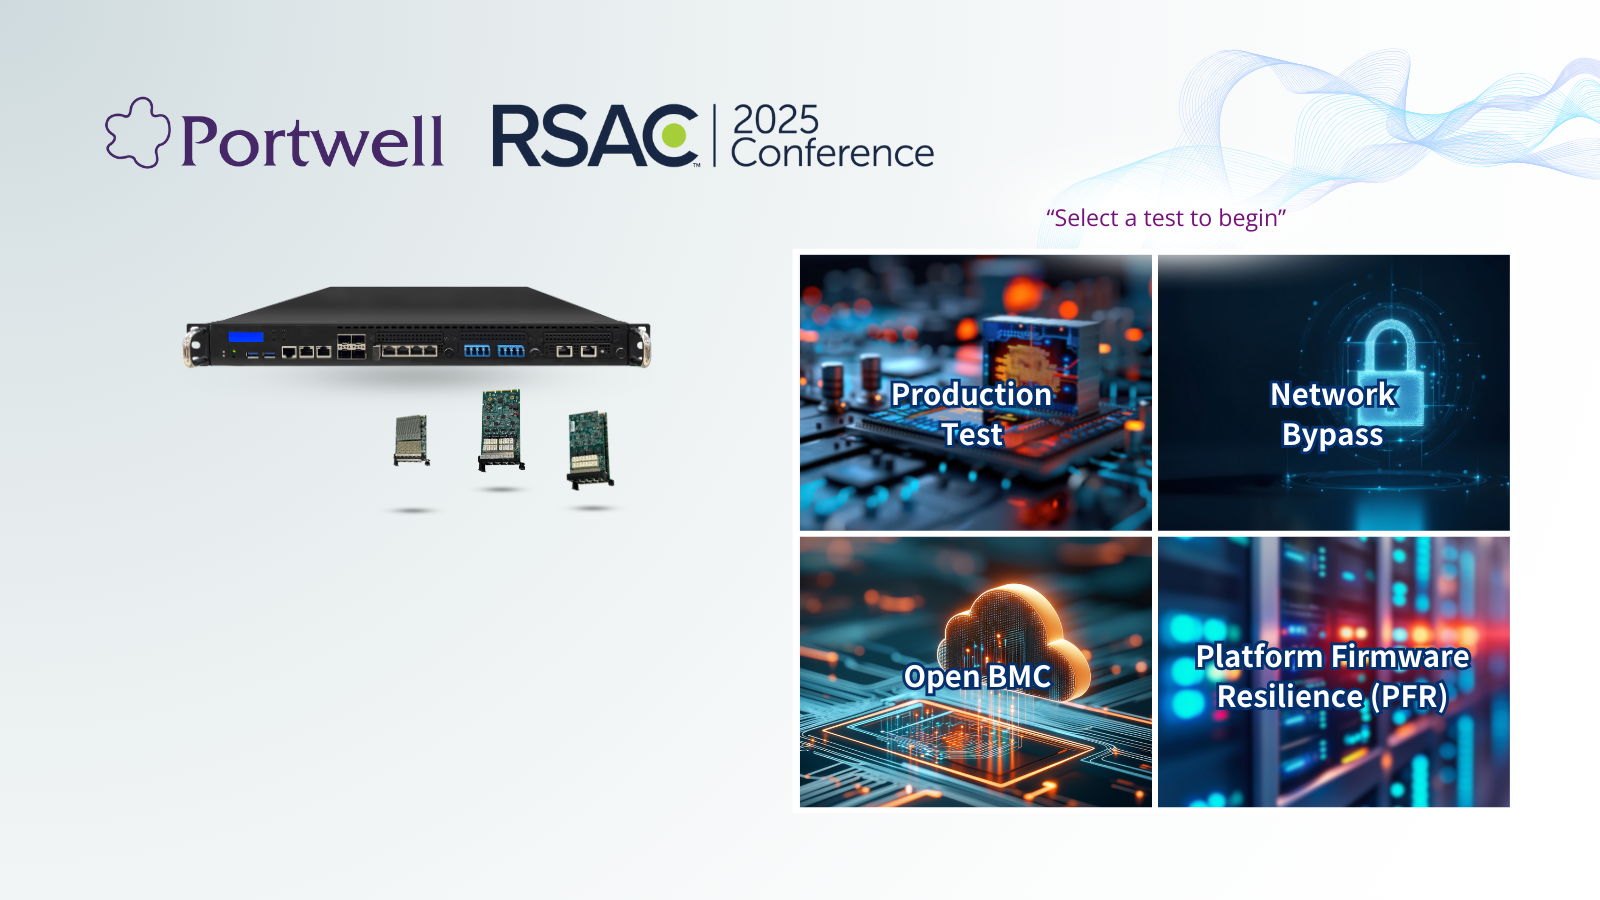 Portwell
RSAC™ | 2025
Conference
“Select a test to begin”
Production
Test
Network
Bypass
Open BMC
Platform Firmware
Resilience (PFR)